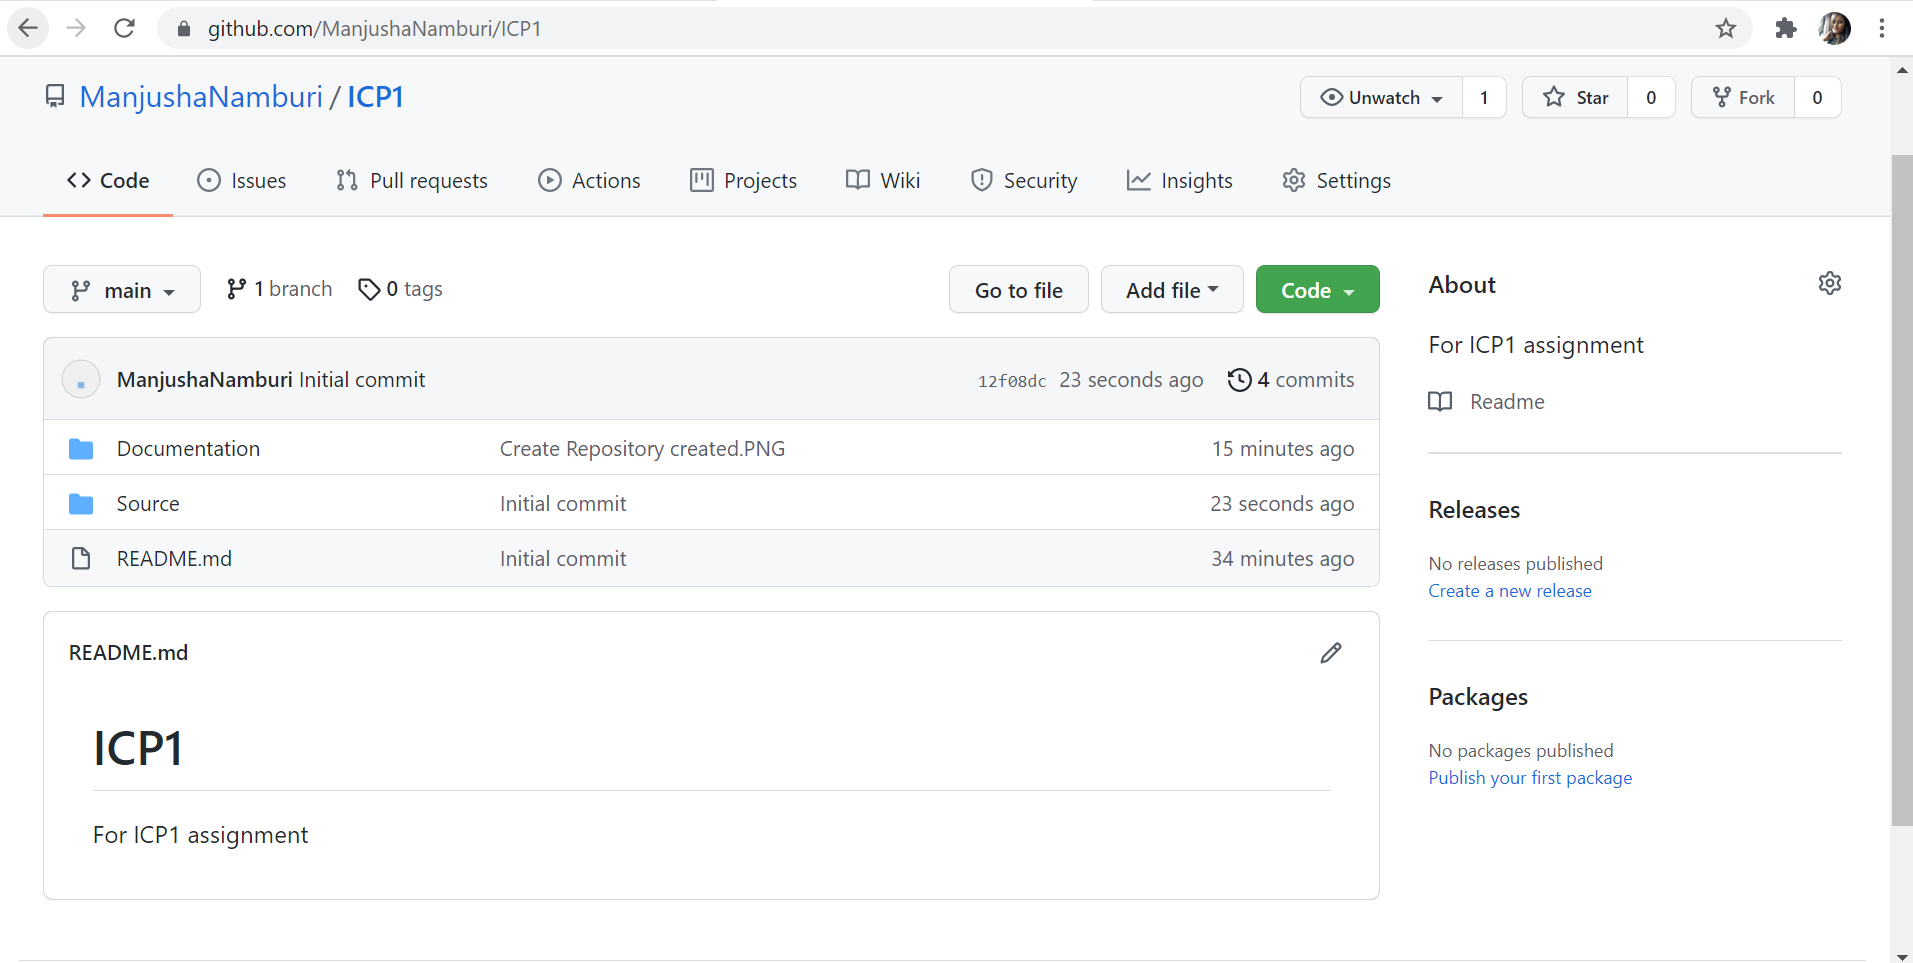 github.com/ManjushaNamburi/ICP1
ManjushaNamburi / ICP1
Unwatch 1 Star 0 Fork 0
Code Issues Pull requests Actions Projects Wiki Security Insights Settings
main 1 branch 0 tags Go to file Add file Code
ManjushaNamburi Initial commit 12f08dc 23 seconds ago 4 commits
Documentation Create Repository created.PNG 15 minutes ago
Source Initial commit 23 seconds ago
README.md Initial commit 34 minutes ago
README.md
ICP1
For ICP1 assignment
About
For ICP1 assignment
Readme
Releases
No releases published
Create a new release
Packages
No packages published
Publish your first package